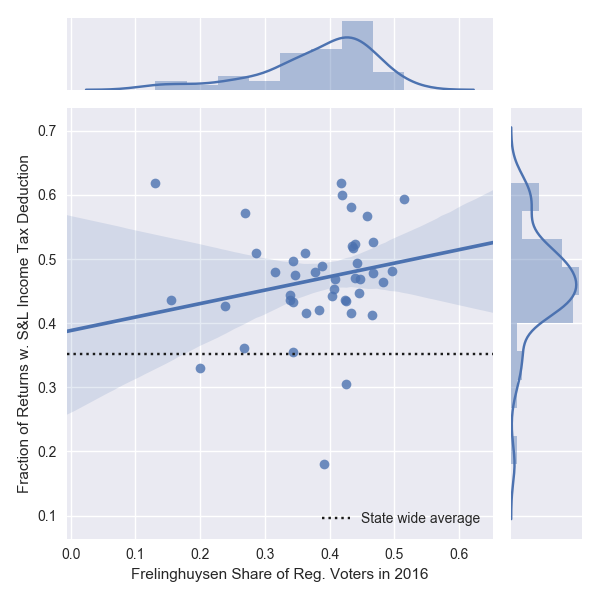 0.7
0.6
0.5
0.4
0.3
0.2
0.1
Fraction of Returns w. S&L Income Tax Deduction
State wide average
0.0 0.1 0.2 0.3 0.4 0.5 0.6
Frelinghuysen Share of Reg. Voters in 2016